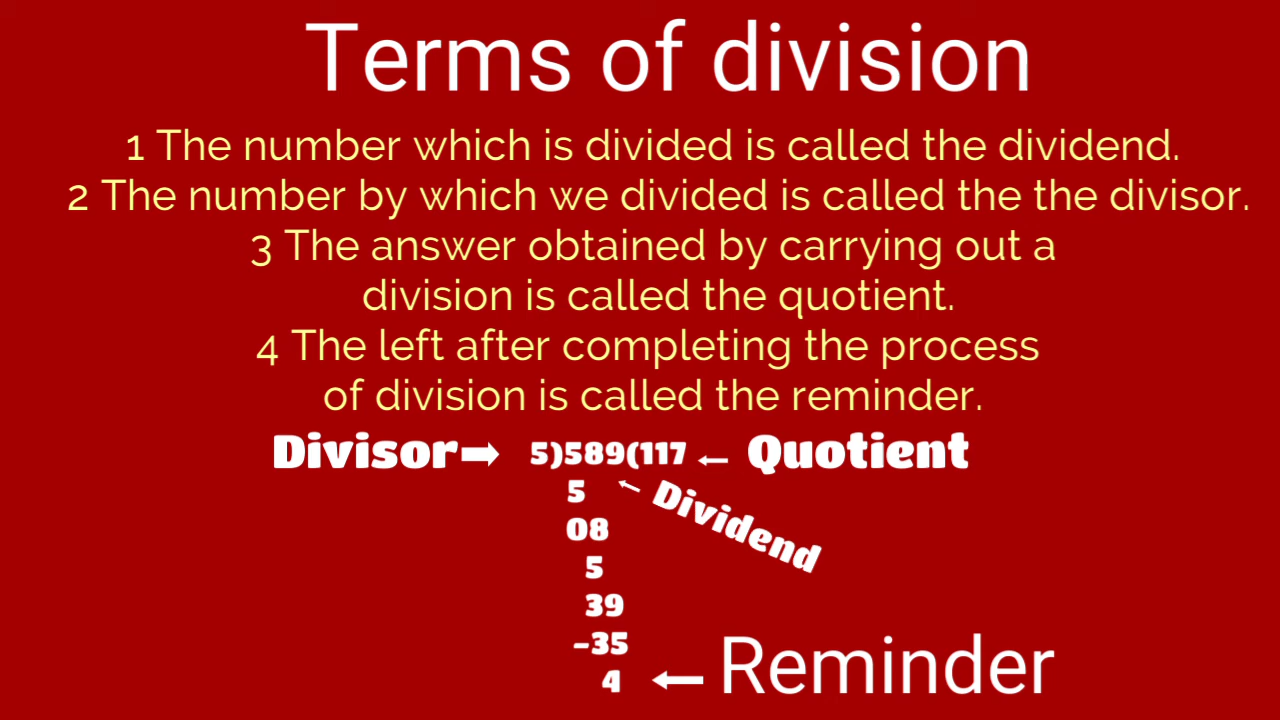 Terms of division
1 The number which is divided is called the dividend.
2 The number by which we divided is called the the divisor.
3 The answer obtained by carrying out a
division is called the quotient.
4 The left after completing the process
of division is called the reminder.
Divisor➡ 5)589(117 ← Quotient
5 ← Dividend
08
5
39
-35
4 ← Reminder